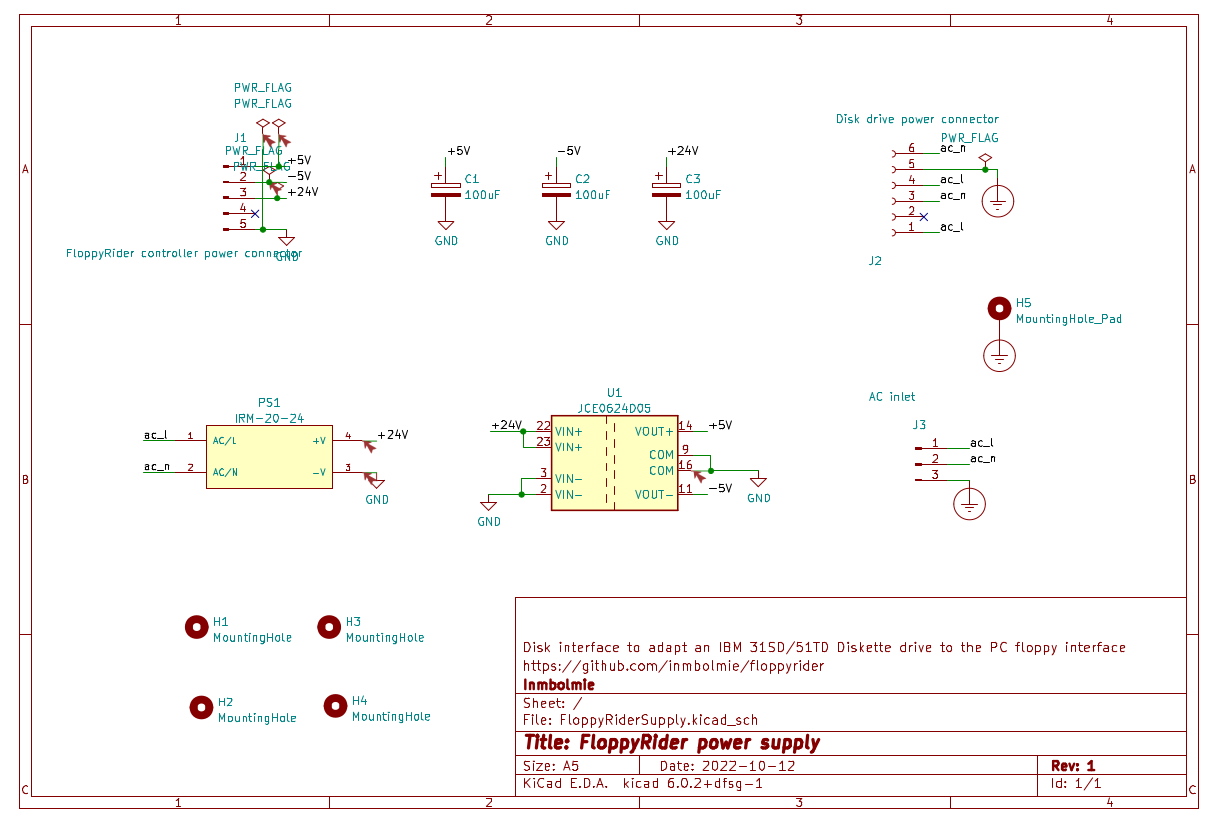 1 2 3 4
A
B
C
PWR_FLAG
PWR_FLAG
J1
PWR_FLAG
PWR_FLAG
1 +5V
2 -5V
3 +24V
4
5
GND
FloppyRider controller power connector
+5V
C1
100uF
GND
-5V
C2
100uF
GND
+24V
C3
100uF
GND
Disk drive power connector
PWR_FLAG
6 ac_n
5
4 ac_l
3 ac_n
2
1 ac_l
J2
H5
MountingHole_Pad
PS1
IRM-20-24
ac_l 1 AC/L +V 4 +24V
ac_n 2 AC/N -V 3
GND
U1
JCE0624D05
+24V 22 VIN+ VOUT+ 14 +5V
23 VIN+ COM 9
3 VIN- COM 16
2 VIN- VOUT- 11 -5V
GND
GND
AC inlet
J3
1 ac_l
2 ac_n
3
H1
MountingHole
H3
MountingHole
H2
MountingHole
H4
MountingHole
Disk interface to adapt an IBM 31SD/51TD Diskette drive to the PC floppy interface
https://github.com/inmbolmie/floppyrider
Inmbolmie
Sheet: /
File: FloppyRiderSupply.kicad_sch
Title: FloppyRider power supply
Size: A5 Date: 2022-10-12 Rev: 1
KiCad E.D.A. kicad 6.0.2+dfsg-1 Id: 1/1
A
B
C
1 2 3 4